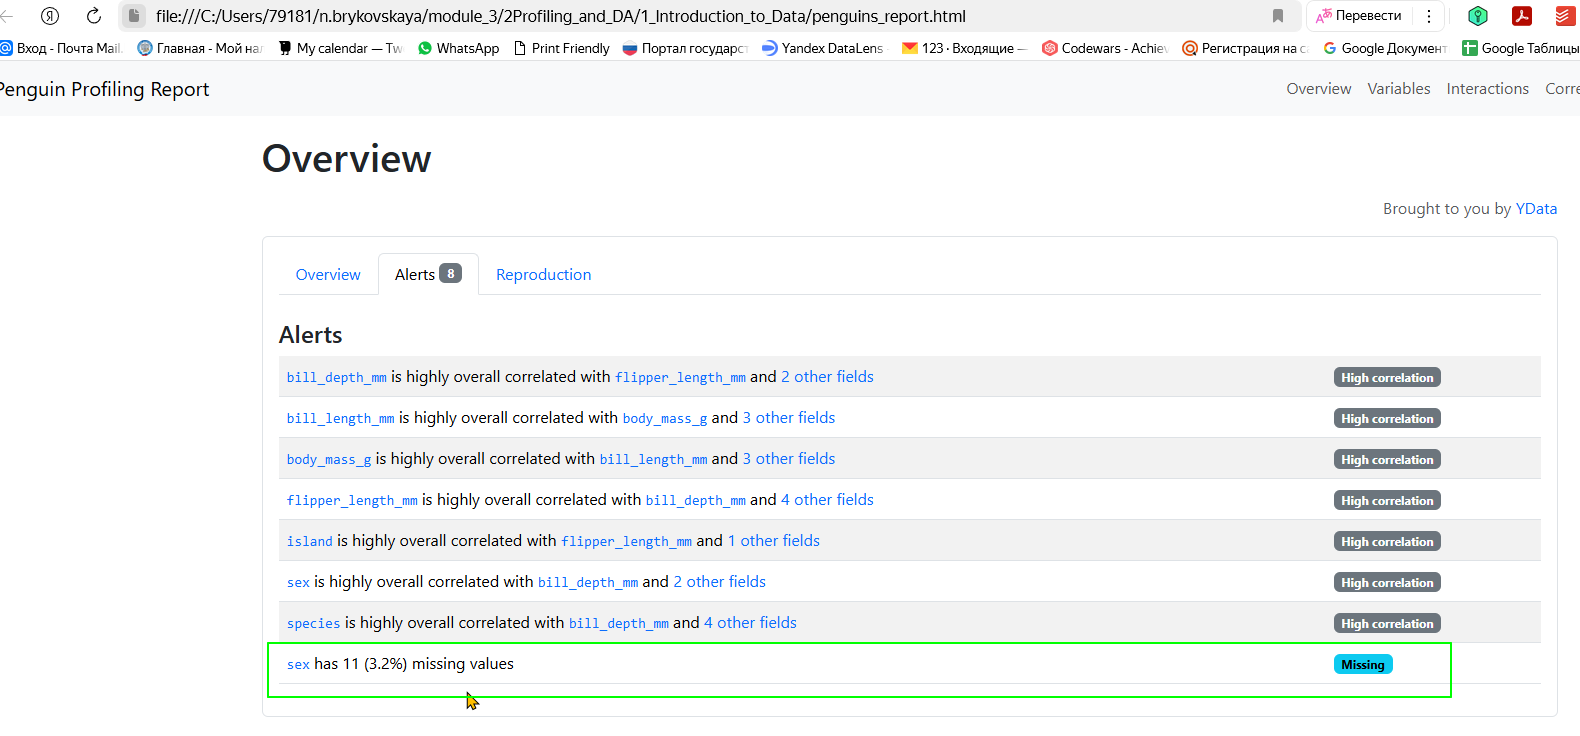 file:///C:/Users/79181/n.brykovskaya/module_3/2Profiling_and_DA/1_Introduction_to_Data/penguins_report.html Перевести
Вход - Почта Mail. Главная - Мой на My calendar — Tw WhatsApp Print Friendly Портал государст Yandex DataLens - 123 · Входящие — Codewars - Achiev Регистрация на са Google Документ Google Таблицы
Penguin Profiling Report Overview Variables Interactions Corre
Overview
Brought to you by YData
Overview Alerts 8 Reproduction
Alerts
bill_depth_mm is highly overall correlated with flipper_length_mm and 2 other fields High correlation
bill_length_mm is highly overall correlated with body_mass_g and 3 other fields High correlation
body_mass_g is highly overall correlated with bill_length_mm and 3 other fields High correlation
flipper_length_mm is highly overall correlated with bill_depth_mm and 4 other fields High correlation
island is highly overall correlated with flipper_length_mm and 1 other fields High correlation
sex is highly overall correlated with bill_depth_mm and 2 other fields High correlation
species is highly overall correlated with bill_depth_mm and 4 other fields High correlation
sex has 11 (3.2%) missing values Missing